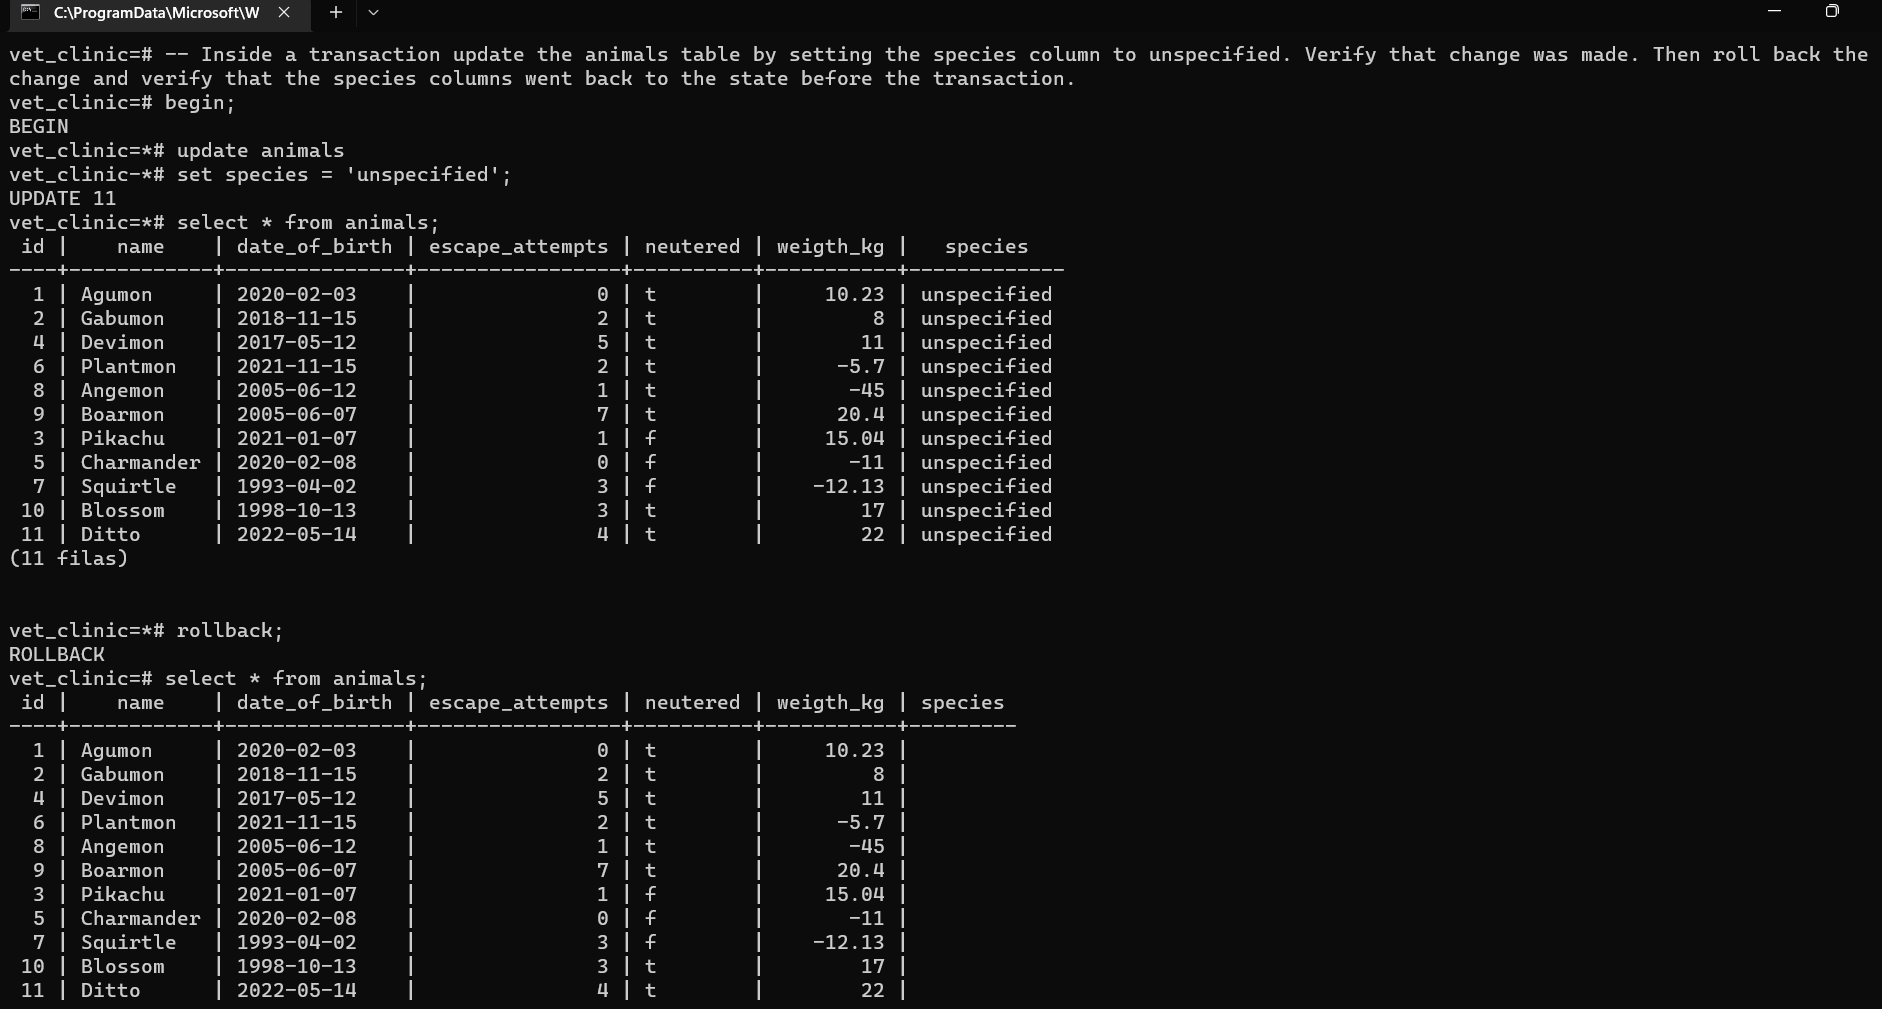 C:\ProgramData\Microsoft\W
vet_clinic=# -- Inside a transaction update the animals table by setting the species column to unspecified. Verify that change was made. Then roll back the
change and verify that the species columns went back to the state before the transaction.
vet_clinic=# begin;
BEGIN
vet_clinic=*# update animals
vet_clinic-*# set species = 'unspecified';
UPDATE 11
vet_clinic=*# select * from animals;
 id |    name    | date_of_birth | escape_attempts | neutered | weigth_kg |   species
----+------------+---------------+-----------------+----------+-----------+-------------
  1 | Agumon     | 2020-02-03    |               0 | t        |     10.23 | unspecified
  2 | Gabumon    | 2018-11-15    |               2 | t        |         8 | unspecified
  4 | Devimon    | 2017-05-12    |               5 | t        |        11 | unspecified
  6 | Plantmon   | 2021-11-15    |               2 | t        |      -5.7 | unspecified
  8 | Angemon    | 2005-06-12    |               1 | t        |       -45 | unspecified
  9 | Boarmon    | 2005-06-07    |               7 | t        |      20.4 | unspecified
  3 | Pikachu    | 2021-01-07    |               1 | f        |     15.04 | unspecified
  5 | Charmander | 2020-02-08    |               0 | f        |       -11 | unspecified
  7 | Squirtle   | 1993-04-02    |               3 | f        |    -12.13 | unspecified
 10 | Blossom    | 1998-10-13    |               3 | t        |        17 | unspecified
 11 | Ditto      | 2022-05-14    |               4 | t        |        22 | unspecified
(11 filas)
vet_clinic=*# rollback;
ROLLBACK
vet_clinic=# select * from animals;
 id |    name    | date_of_birth | escape_attempts | neutered | weigth_kg | species
----+------------+---------------+-----------------+----------+-----------+---------
  1 | Agumon     | 2020-02-03    |               0 | t        |     10.23 |
  2 | Gabumon    | 2018-11-15    |               2 | t        |         8 |
  4 | Devimon    | 2017-05-12    |               5 | t        |        11 |
  6 | Plantmon   | 2021-11-15    |               2 | t        |      -5.7 |
  8 | Angemon    | 2005-06-12    |               1 | t        |       -45 |
  9 | Boarmon    | 2005-06-07    |               7 | t        |      20.4 |
  3 | Pikachu    | 2021-01-07    |               1 | f        |     15.04 |
  5 | Charmander | 2020-02-08    |               0 | f        |       -11 |
  7 | Squirtle   | 1993-04-02    |               3 | f        |    -12.13 |
 10 | Blossom    | 1998-10-13    |               3 | t        |        17 |
 11 | Ditto      | 2022-05-14    |               4 | t        |        22 |